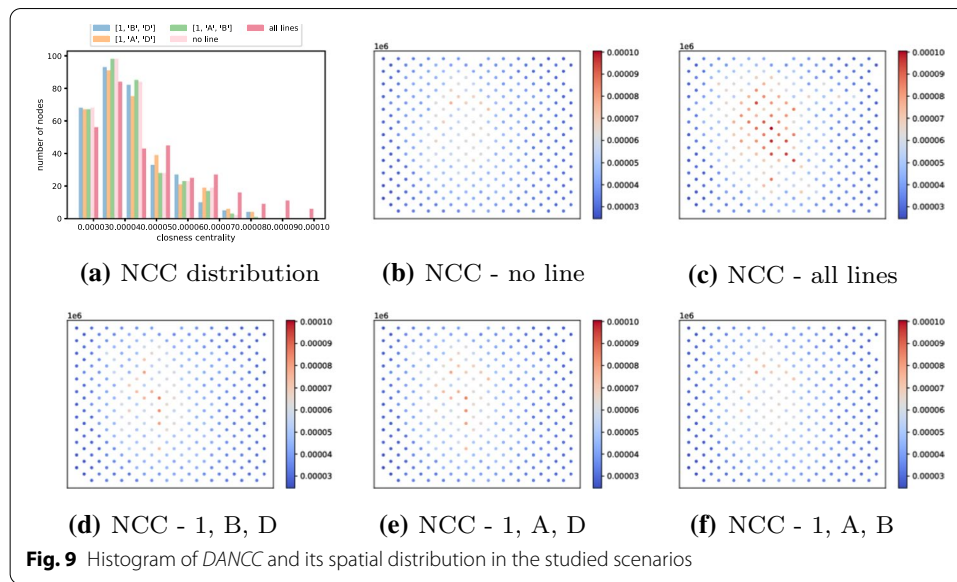 [1, 'B', 'D'] [1, 'A', 'B'] all lines
[1, 'A', 'D'] no line
100
80
60
40
20
0
number of nodes
0.000030.000040.000050.000060.000070.000080.000090.00010
closness centrality
(a) NCC distribution
1e6
0.00010
0.00009
0.00008
0.00007
0.00006
0.00005
0.00004
0.00003
(b) NCC - no line
1e6
0.00010
0.00009
0.00008
0.00007
0.00006
0.00005
0.00004
0.00003
(c) NCC - all lines
1e6
0.00010
0.00009
0.00008
0.00007
0.00006
0.00005
0.00004
0.00003
(d) NCC - 1, B, D
1e6
0.00010
0.00009
0.00008
0.00007
0.00006
0.00005
0.00004
0.00003
(e) NCC - 1, A, D
1e6
0.00010
0.00009
0.00008
0.00007
0.00006
0.00005
0.00004
0.00003
(f) NCC - 1, A, B
Fig. 9 Histogram of DANCC and its spatial distribution in the studied scenarios